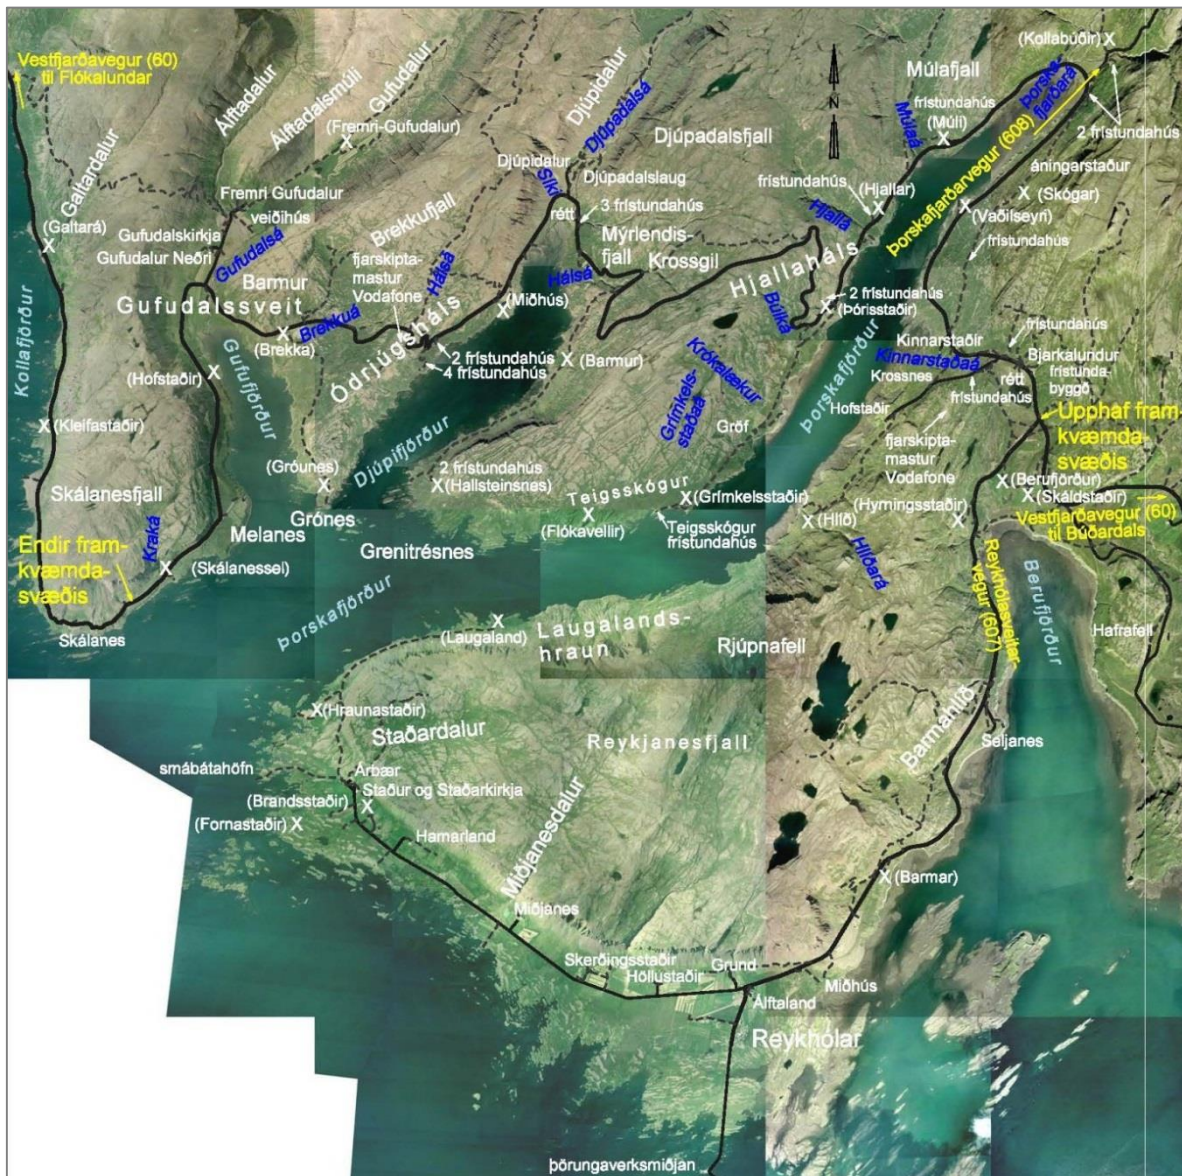 Vestfjarðavegur (60)
til Flókalundar
Álftadalur
Álftadalsmúli
Gufudalur
(Fremri-Gufudalur)
Galtardalur
(Galtará)
Fremri Gufudalur
veiðihús
Gufudalskirkja
Gufudalur Neðri
Gufudalsá
Barmur
Gufudalssveit
Brekkufjall
fjarskipta-
mastur
Vodafone
Hálsá
Brekkuá
(Brekka)
Ódrjúgsháls
Djúpidalur
Djúpadalsá
Djúpidalur
Síki
Djúpadalslaug
rétt
3 frístundahús
Djúpadalsfjall
Mýrlendis-
fjall
Krossgil
Hálsá
(Miðhús)
2 frístundahús
4 frístundahús
(Barmur)
Múlafjall
Múlaá
frístundahús
(Múli)
frístundahús
(Hjallar)
Hjallá
Hjallaháls
Búlká
2 frístundahús
(Þórisstaðir)
(Kollabúðir)
Þorska-
fjarðará
Þorskafjarðarvegur (608)
2 frístundahús
áningarstaður
(Skógar)
(Vaðilseyri)
frístundahús
N
Kollafjörður
(Kleifastaðir)
(Hofstaðir)
Gufufjörður
Djúpifjörður
Þorskafjörður
Krókalækur
Grímkels-
staðaá
Gröf
Kinnarstaðir
Kinnarstaðaá
Krossnes
Hofstaðir
frístundahús
Bjarkalundur
frístunda-
byggð
rétt
frístundahús
fjarskipta-
mastur
Vodafone
Upphaf fram-
kvæmda-
svæðis
(Berufjörður)
(Skáldstaðir)
Vestfjarðavegur (60)
til Búðardals
(Hlíð)
(Hyrningsstaðir)
Hlíðará
Reykhólasveitar-
vegur (607)
Berufjörður
Hafrafell
Skálanesfjall
Kraká
Endir fram-
kvæmda-
svæðis
(Skálanessel)
Skálanes
Melanes
(Gróunes)
Grónes
2 frístundahús
(Hallsteinsnes)
Grenitrésnes
Teigsskógur
(Flókavellir)
(Grímkelsstaðir)
Teigsskógur
frístundahús
Þorskafjörður
(Laugaland)
Laugalands-
hraun
Rjúpnafell
(Hraunastaðir)
Staðardalur
Reykjanesfjall
Barmahlíð
Seljanes
smábátahöfn
Árbær
Staður og Staðarkirkja
(Brandsstaðir)
(Fornastaðir)
Hamarland
Miðjanesdalur
Miðjanes
(Barmar)
Skerðingsstaðir
Höllustaðir
Grund
Miðhús
Álftaland
Reykhólar
Þörungaverksmiðjan